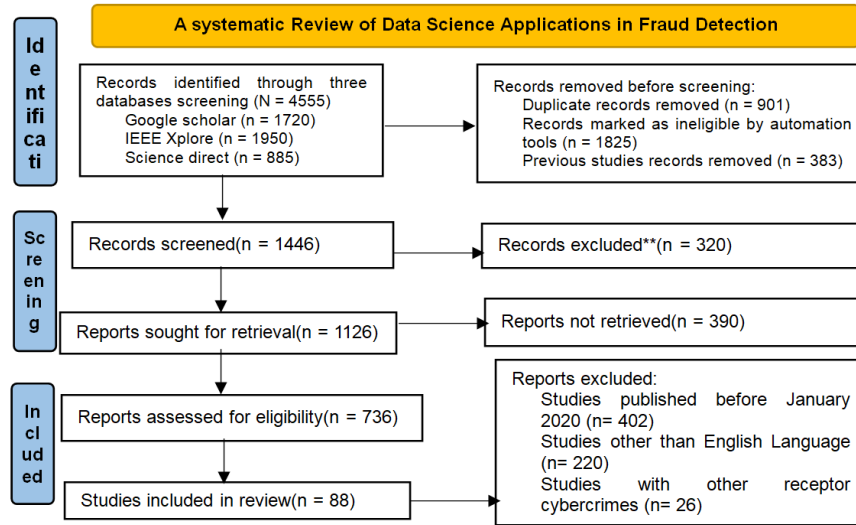 A systematic Review of Data Science Applications in Fraud Detection
Id
e
nt
ifi
ca
ti
Records identified through three
databases screening (N = 4555)
Google scholar (n = 1720)
IEEE Xplore (n = 1950)
Science direct (n = 885)
Records removed before screening:
Duplicate records removed (n = 901)
Records marked as ineligible by automation
tools (n = 1825)
Previous studies records removed (n = 383)
Sc
re
en
in
g
Records screened(n = 1446)
Records excluded**(n = 320)
Reports sought for retrieval(n = 1126)
Reports not retrieved(n = 390)
In
cl
ud
ed
Reports assessed for eligibility(n = 736)
Reports excluded:
Studies published before January
2020 (n= 402)
Studies other than English Language
(n= 220)
Studies with other receptor
cybercrimes (n= 26)
Studies included in review(n = 88)